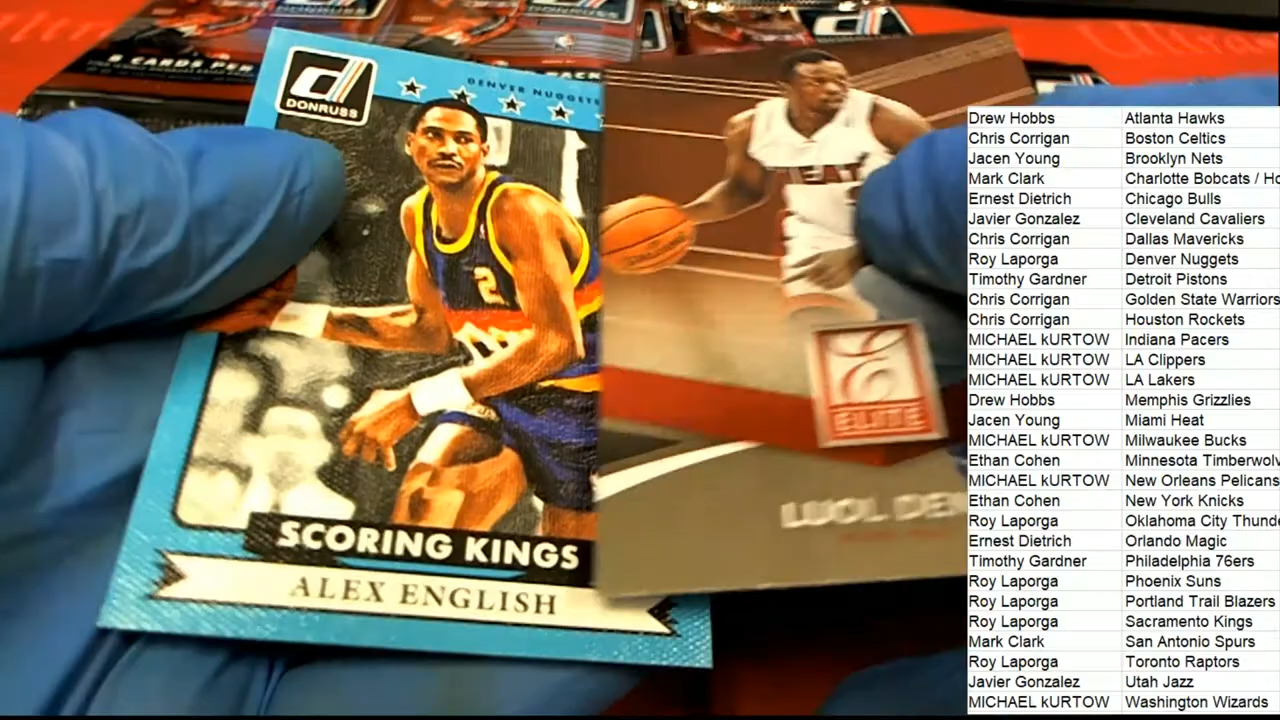 8 CARDS PER
PACK
DONRUSS
DENVER NUGGETS
2
SCORING KINGS
ALEX ENGLISH
ELITE
LUOL
Drew Hobbs Atlanta Hawks
Chris Corrigan Boston Celtics
Jacen Young Brooklyn Nets
Mark Clark Charlotte Bobcats / Ho
Ernest Dietrich Chicago Bulls
Javier Gonzalez Cleveland Cavaliers
Chris Corrigan Dallas Mavericks
Roy Laporga Denver Nuggets
Timothy Gardner Detroit Pistons
Chris Corrigan Golden State Warriors
Chris Corrigan Houston Rockets
MICHAEL kURTOW Indiana Pacers
MICHAEL kURTOW LA Clippers
MICHAEL kURTOW LA Lakers
Drew Hobbs Memphis Grizzlies
Jacen Young Miami Heat
MICHAEL kURTOW Milwaukee Bucks
Ethan Cohen Minnesota Timberwolv
MICHAEL kURTOW New Orleans Pelicans
Ethan Cohen New York Knicks
Roy Laporga Oklahoma City Thunde
Ernest Dietrich Orlando Magic
Timothy Gardner Philadelphia 76ers
Roy Laporga Phoenix Suns
Roy Laporga Portland Trail Blazers
Roy Laporga Sacramento Kings
Mark Clark San Antonio Spurs
Roy Laporga Toronto Raptors
Javier Gonzalez Utah Jazz
MICHAEL kURTOW Washington Wizards